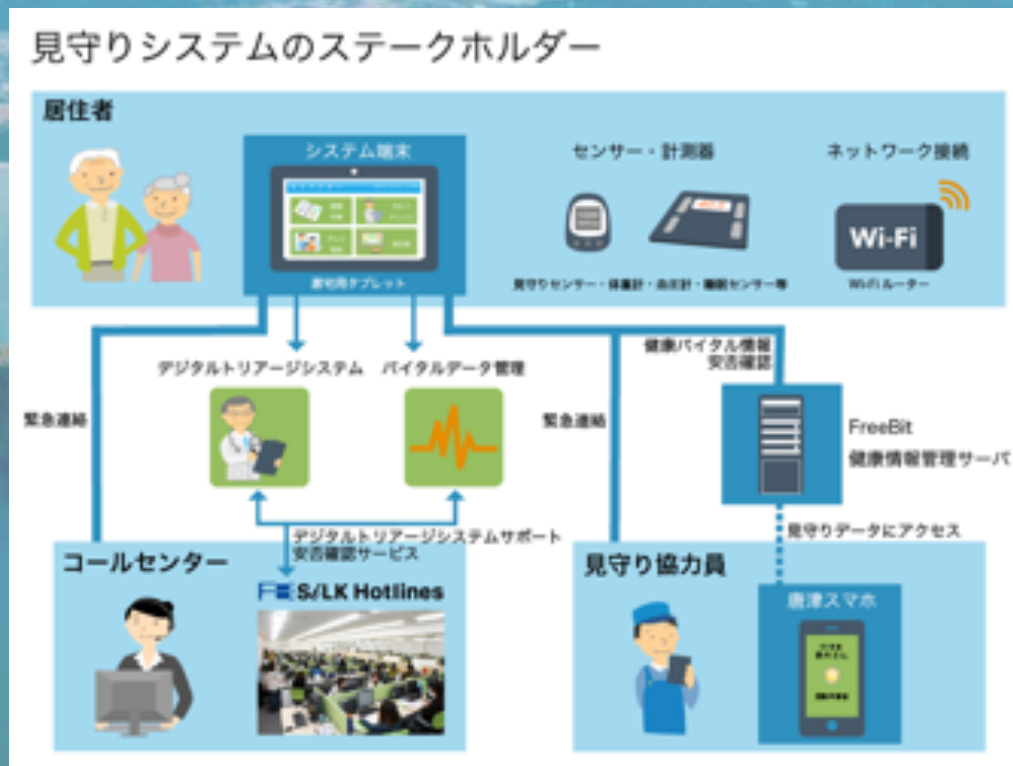 見守りシステムのステークホルダー
居住者
システム端末
居宅用タブレット
センサー・計測器
見守りセンサー・体重計・血圧計・睡眠センサー等
ネットワーク接続
Wi-Fi
Wi-Fiルーター
緊急連絡
デジタルトリアージシステム
バイタルデータ管理
緊急連絡
健康バイタル情報
安否確認
FreeBit
健康情報管理サーバ
デジタルトリアージシステムサポート
安否確認サービス
見守りデータにアクセス
コールセンター
S/LK Hotlines
見守り協力員
唐津スマホ